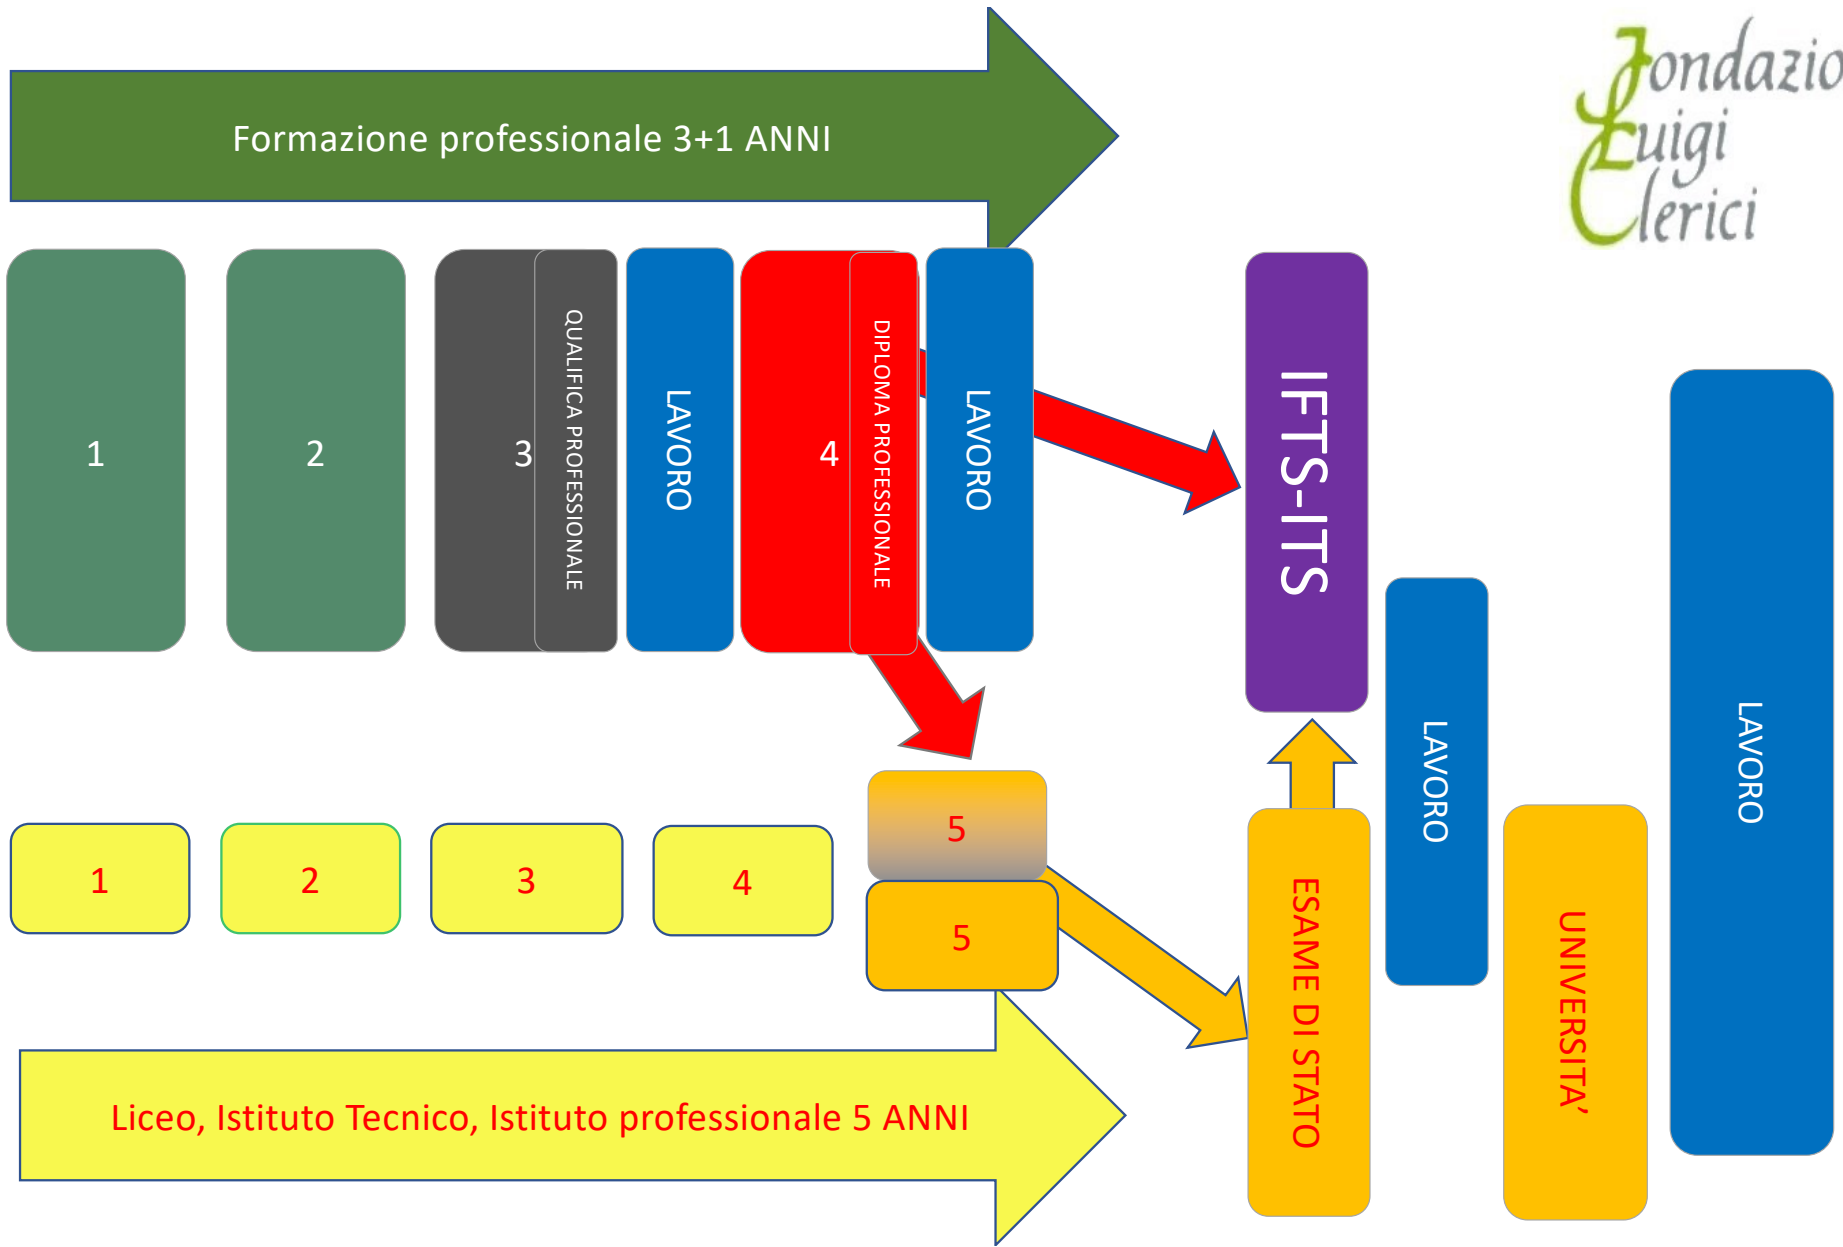 Formazione professionale 3+1 ANNI
Fondazio
Luigi
Clerici
1
2
3
QUALIFICA PROFESSIONALE
LAVORO
4
DIPLOMA PROFESSIONALE
LAVORO
IFTS-ITS
LAVORO
LAVORO
1
2
3
4
5
5
ESAME DI STATO
UNIVERSITA’
Liceo, Istituto Tecnico, Istituto professionale 5 ANNI